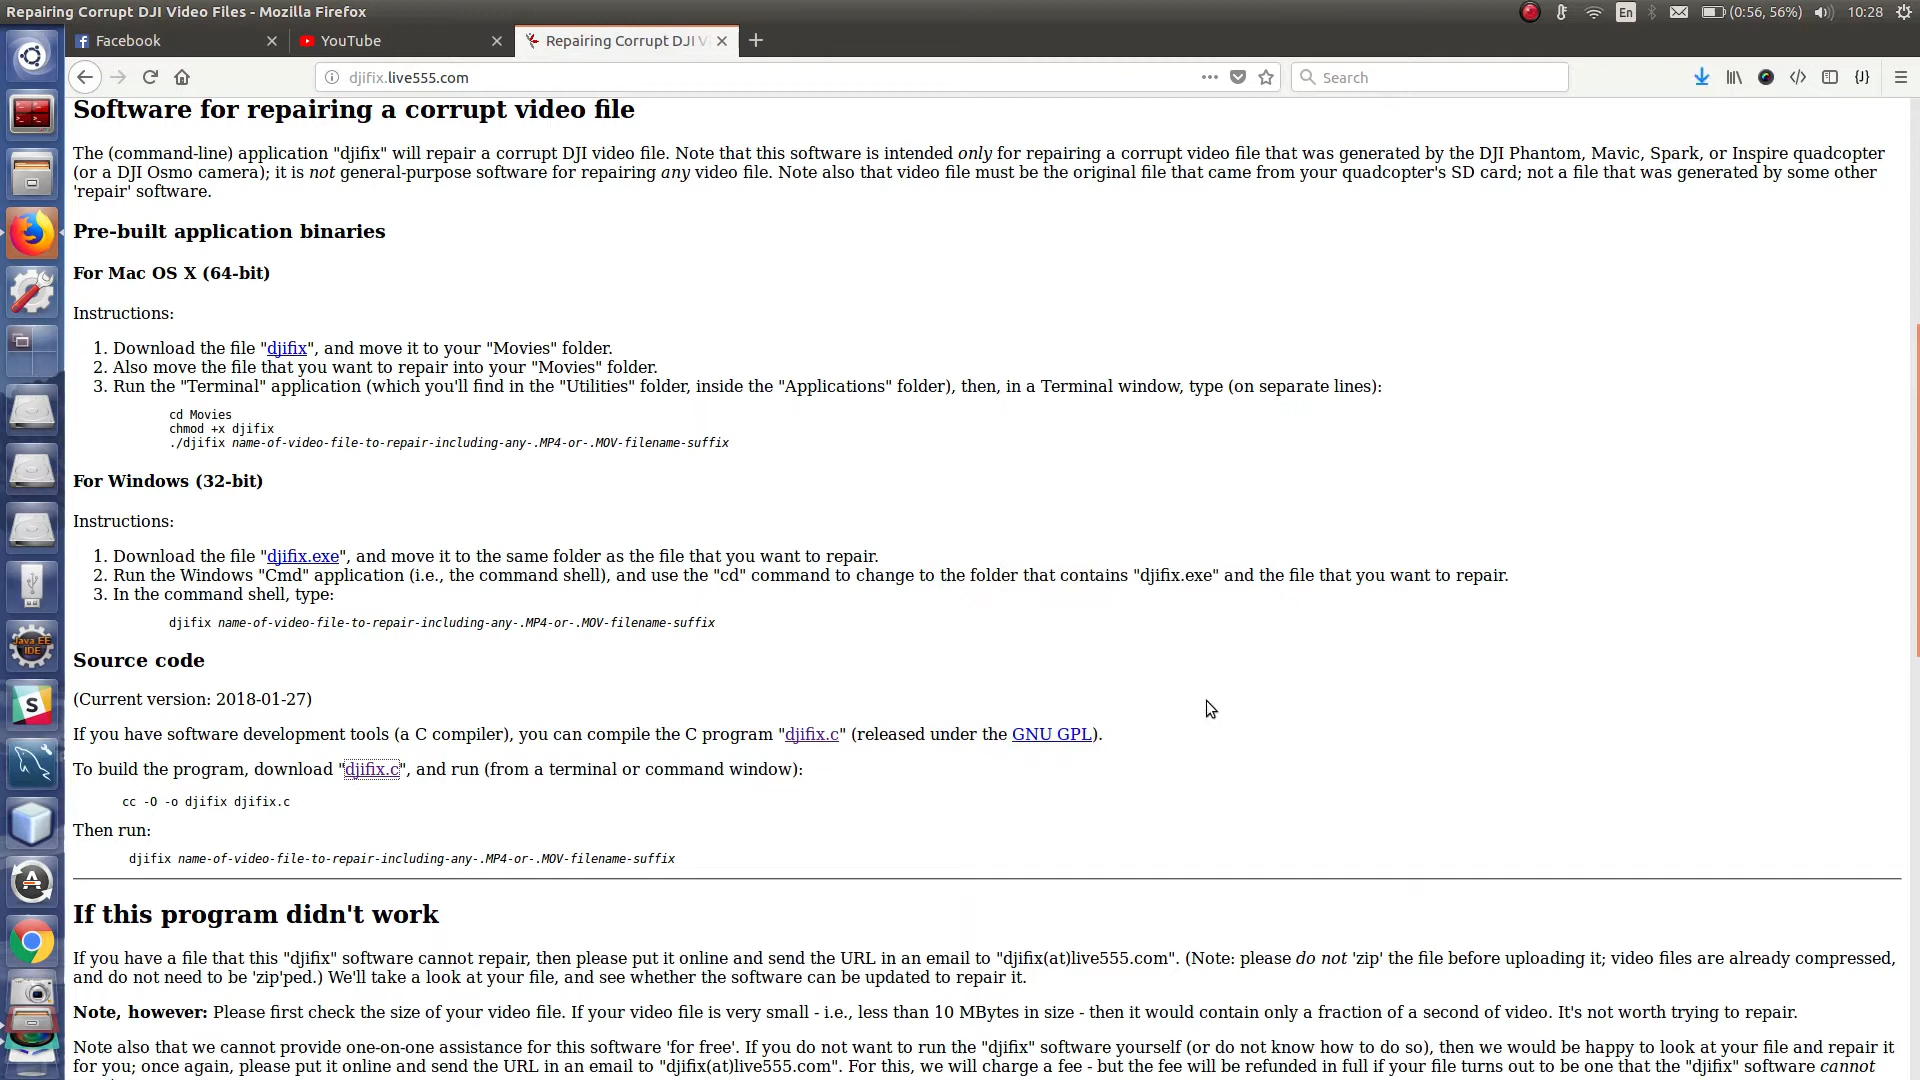 Repairing Corrupt DJI Video Files - Mozilla Firefox
En
(0:56, 56%)
10:28
Facebook
YouTube
Repairing Corrupt DJI V
djifix.live555.com
Search
Software for repairing a corrupt video file
The (command-line) application "djifix" will repair a corrupt DJI video file. Note that this software is intended only for repairing a corrupt video file that was generated by the DJI Phantom, Mavic, Spark, or Inspire quadcopter
(or a DJI Osmo camera); it is not general-purpose software for repairing any video file. Note also that video file must be the original file that came from your quadcopter's SD card; not a file that was generated by some other
'repair' software.
Pre-built application binaries
For Mac OS X (64-bit)
Instructions:
1. Download the file "djifix", and move it to your "Movies" folder.
2. Also move the file that you want to repair into your "Movies" folder.
3. Run the "Terminal" application (which you'll find in the "Utilities" folder, inside the "Applications" folder), then, in a Terminal window, type (on separate lines):
cd Movies
chmod +x djifix
./djifix name-of-video-file-to-repair-including-any-.MP4-or-.MOV-filename-suffix
For Windows (32-bit)
Instructions:
1. Download the file "djifix.exe", and move it to the same folder as the file that you want to repair.
2. Run the Windows "Cmd" application (i.e., the command shell), and use the "cd" command to change to the folder that contains "djifix.exe" and the file that you want to repair.
3. In the command shell, type:
djifix name-of-video-file-to-repair-including-any-.MP4-or-.MOV-filename-suffix
Java EE
IDE
Source code
(Current version: 2018-01-27)
S
If you have software development tools (a C compiler), you can compile the C program "djifix.c" (released under the GNU GPL).
To build the program, download "djifix.c", and run (from a terminal or command window):
cc -O -o djifix djifix.c
Then run:
djifix name-of-video-file-to-repair-including-any-.MP4-or-.MOV-filename-suffix
If this program didn't work
If you have a file that this "djifix" software cannot repair, then please put it online and send the URL in an email to "djifix(at)live555.com". (Note: please do not 'zip' the file before uploading it; video files are already compressed,
and do not need to be 'zip'ped.) We'll take a look at your file, and see whether the software can be updated to repair it.
Note, however: Please first check the size of your video file. If your video file is very small - i.e., less than 10 MBytes in size - then it would contain only a fraction of a second of video. It's not worth trying to repair.
Note also that we cannot provide one-on-one assistance for this software 'for free'. If you do not want to run the "djifix" software yourself (or do not know how to do so), then we would be happy to look at your file and repair it
for you; once again, please put it online and send the URL in an email to "djifix(at)live555.com". For this, we will charge a fee - but the fee will be refunded in full if your file turns out to be one that the "djifix" software cannot